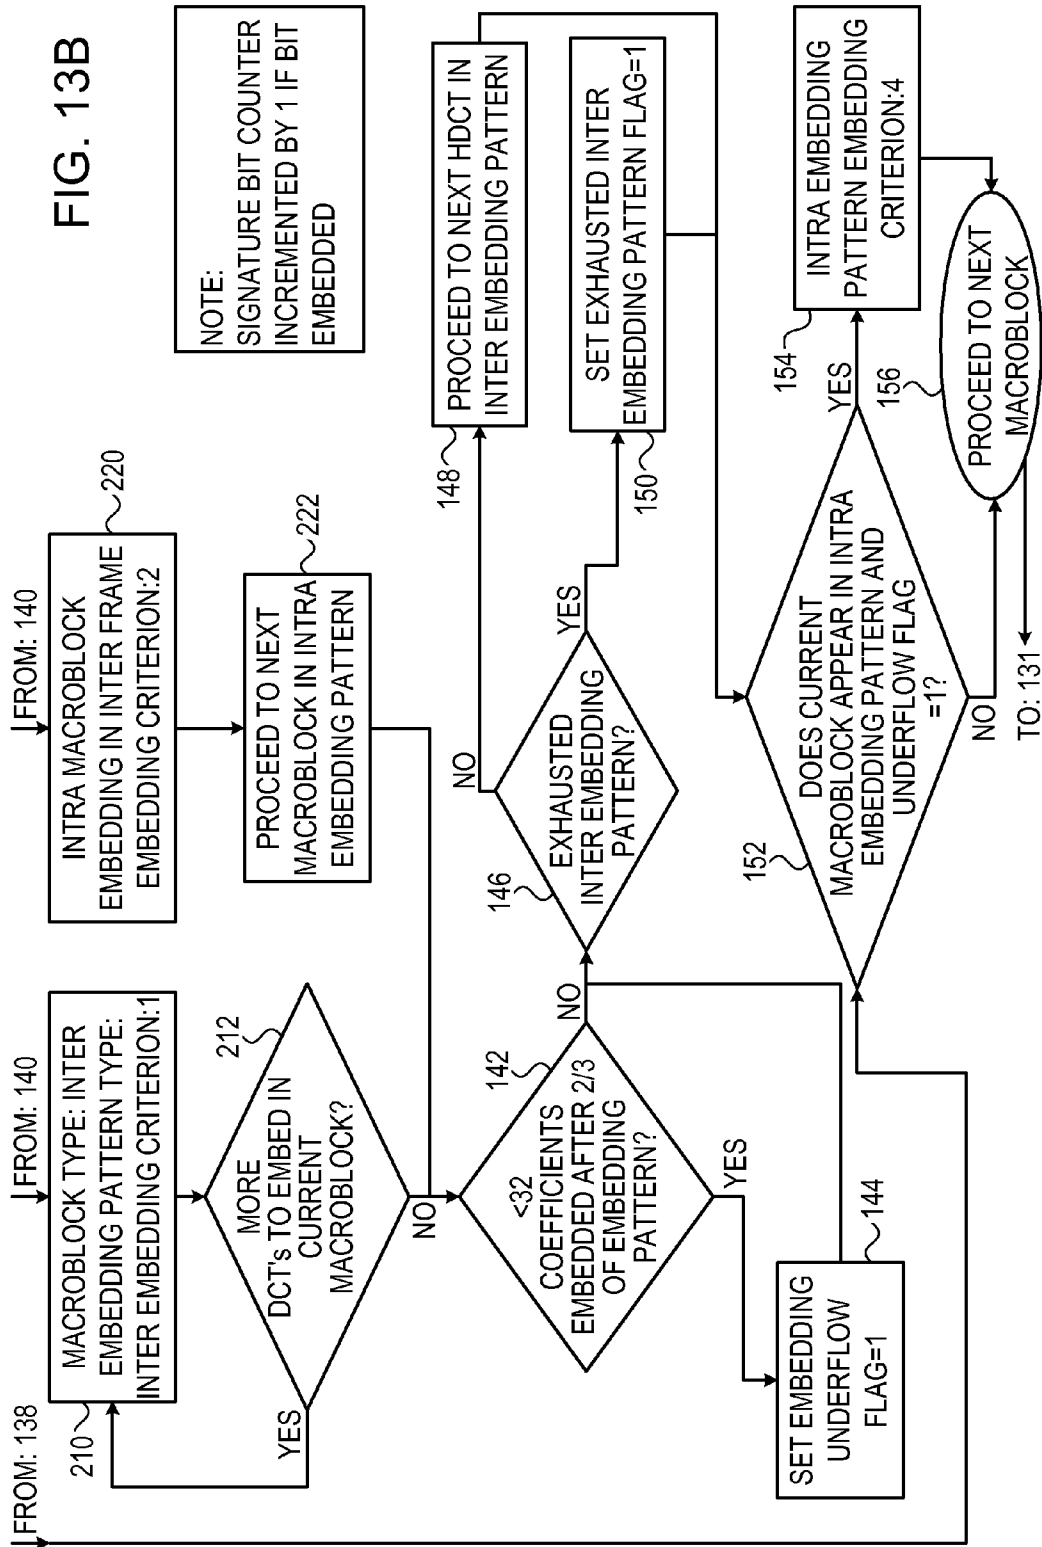 FIG. 13B
NOTE:
SIGNATURE BIT COUNTER
INCREMENTED BY 1 IF BIT
EMBEDDED
FROM: 138
FROM: 140
FROM: 140
210
MACROBLOCK TYPE: INTER
EMBEDDING PATTERN TYPE:
INTER EMBEDDING CRITERION:1
220
INTRA MACROBLOCK
EMBEDDING IN INTER FRAME
EMBEDDING CRITERION:2
212
MORE
DCT's TO EMBED IN
CURRENT
MACROBLOCK?
YES
NO
222
PROCEED TO NEXT
MACROBLOCK IN INTRA
EMBEDDING PATTERN
142
<32
COEFFICIENTS
EMBEDDED AFTER 2/3
OF EMBEDDING
PATTERN?
NO
YES
144
SET EMBEDDING
UNDERFLOW
FLAG=1
146
EXHAUSTED
INTER EMBEDDING
PATTERN?
NO
YES
148
PROCEED TO NEXT HDCT IN
INTER EMBEDDING PATTERN
150
SET EXHAUSTED INTER
EMBEDDING PATTERN FLAG=1
152
DOES CURRENT
MACROBLOCK APPEAR IN INTRA
EMBEDDING PATTERN AND
UNDERFLOW FLAG
=1?
YES
NO
154
INTRA EMBEDDING
PATTERN EMBEDDING
CRITERION:4
156
PROCEED TO NEXT
MACROBLOCK
TO: 131